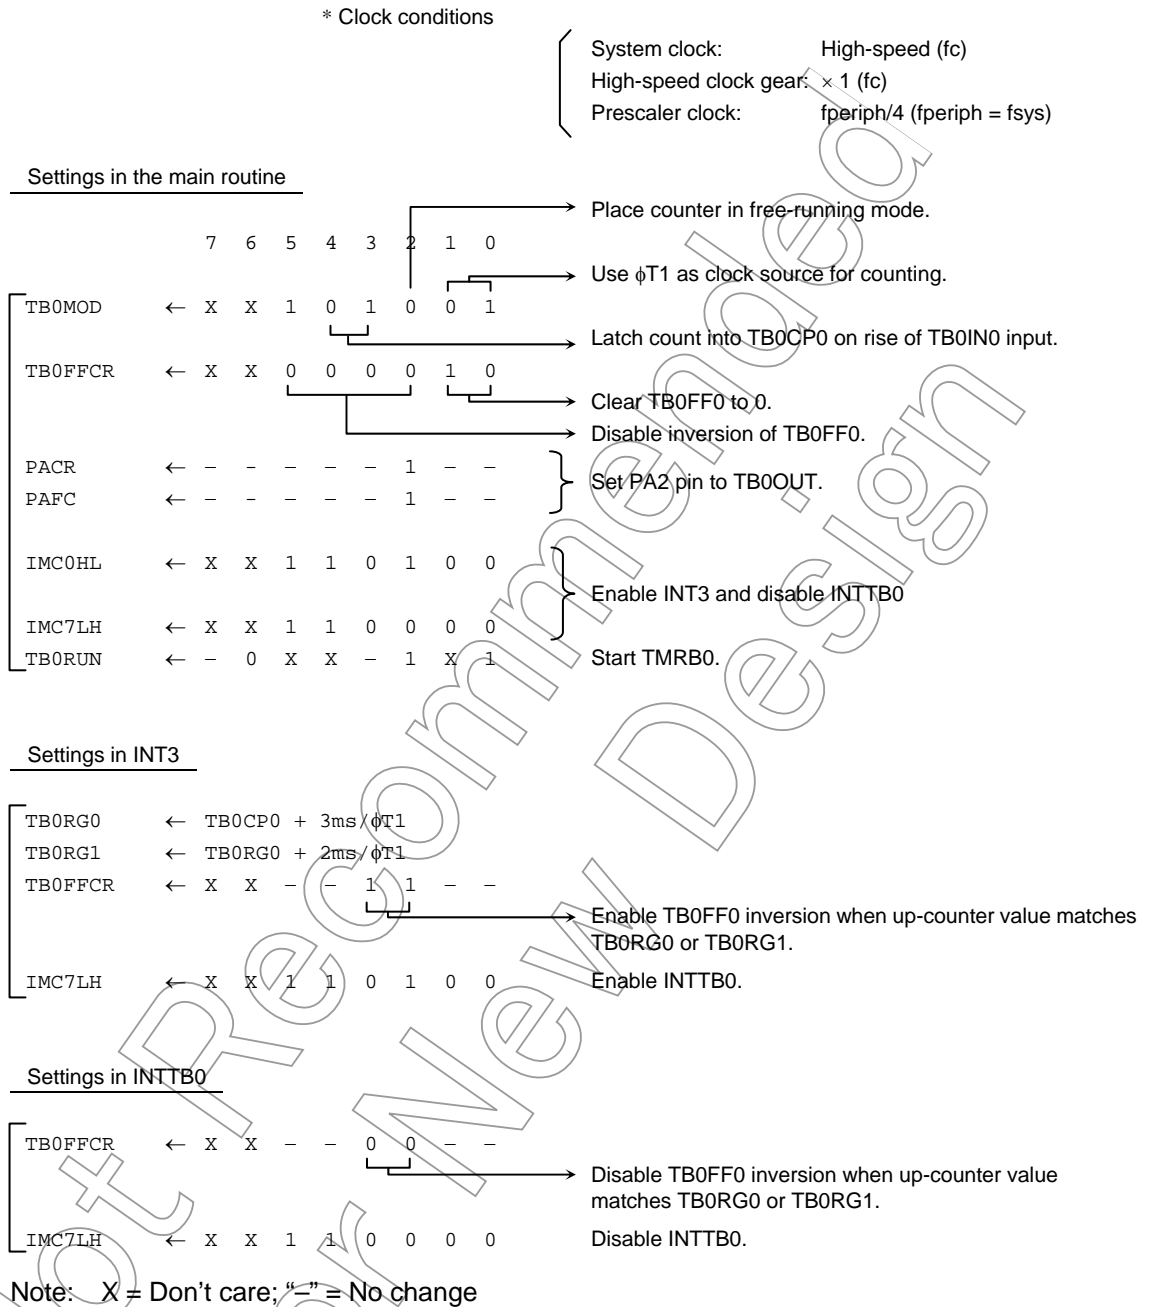 * Clock conditions
System clock: High-speed (fc)
High-speed clock gear: × 1 (fc)
Prescaler clock: fperiph/4 (fperiph = fsys)
Settings in the main routine
Place counter in free-running mode.
7 6 5 4 3 2 1 0
Use ϕT1 as clock source for counting.
TB0MOD ← X X 1 0 1 0 0 1
Latch count into TB0CP0 on rise of TB0IN0 input.
TB0FFCR ← X X 0 0 0 0 1 0
Clear TB0FF0 to 0.
Disable inversion of TB0FF0.
PACR ← – – – – – 1 – –
Set PA2 pin to TB0OUT.
PAFC ← – – – – – 1 – –
IMC0HL ← X X 1 1 0 1 0 0
Enable INT3 and disable INTTB0
IMC7LH ← X X 1 1 0 0 0 0
TB0RUN ← – 0 X X – 1 X 1 Start TMRB0.
Settings in INT3
TB0RG0 ← TB0CP0 + 3ms/ϕT1
TB0RG1 ← TB0RG0 + 2ms/ϕT1
TB0FFCR ← X X – – 1 1 – –
Enable TB0FF0 inversion when up-counter value matches
TB0RG0 or TB0RG1.
IMC7LH ← X X 1 1 0 1 0 0 Enable INTTB0.
Settings in INTTB0
TB0FFCR ← X X – – 0 0 – –
Disable TB0FF0 inversion when up-counter value
matches TB0RG0 or TB0RG1.
IMC7LH ← X X 1 1 0 0 0 0 Disable INTTB0.
Note: X = Don't care; "–" = No change
Not Recommended
for New Design